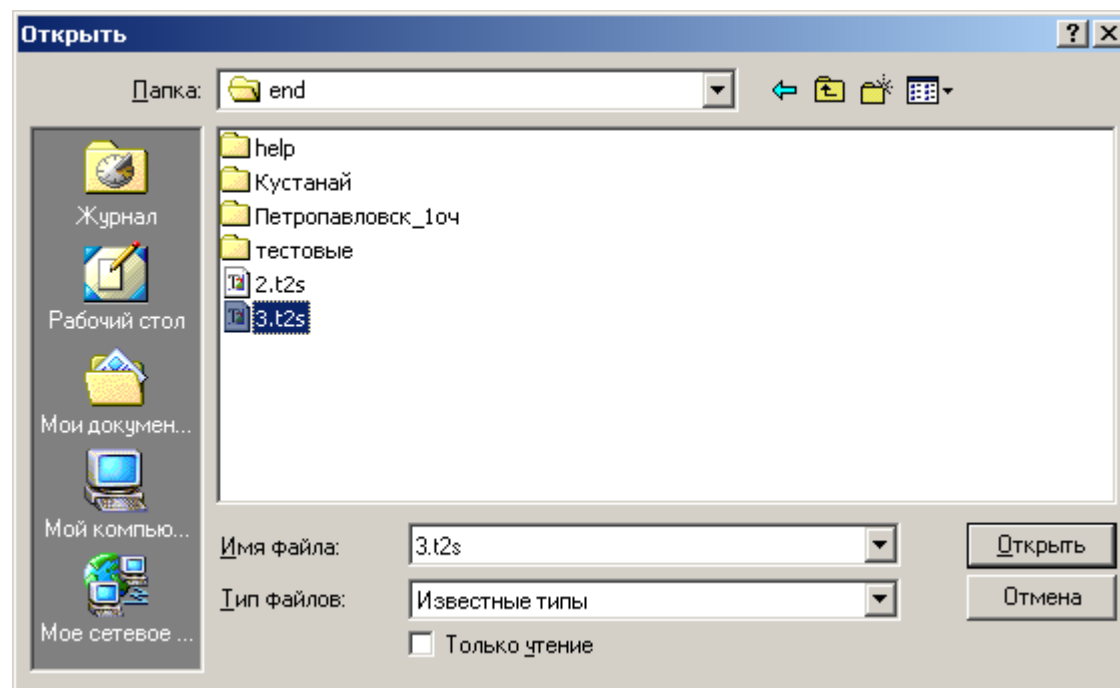 Открыть
Папка: end
help
Кустанай
Петропавловск_1оч
тестовые
2.t2s
3.t2s
Журнал
Рабочий стол
Мои докумен...
Мой компью...
Мое сетевое ...
Имя файла: 3.t2s Открыть
Тип файлов: Известные типы Отмена
Только чтение